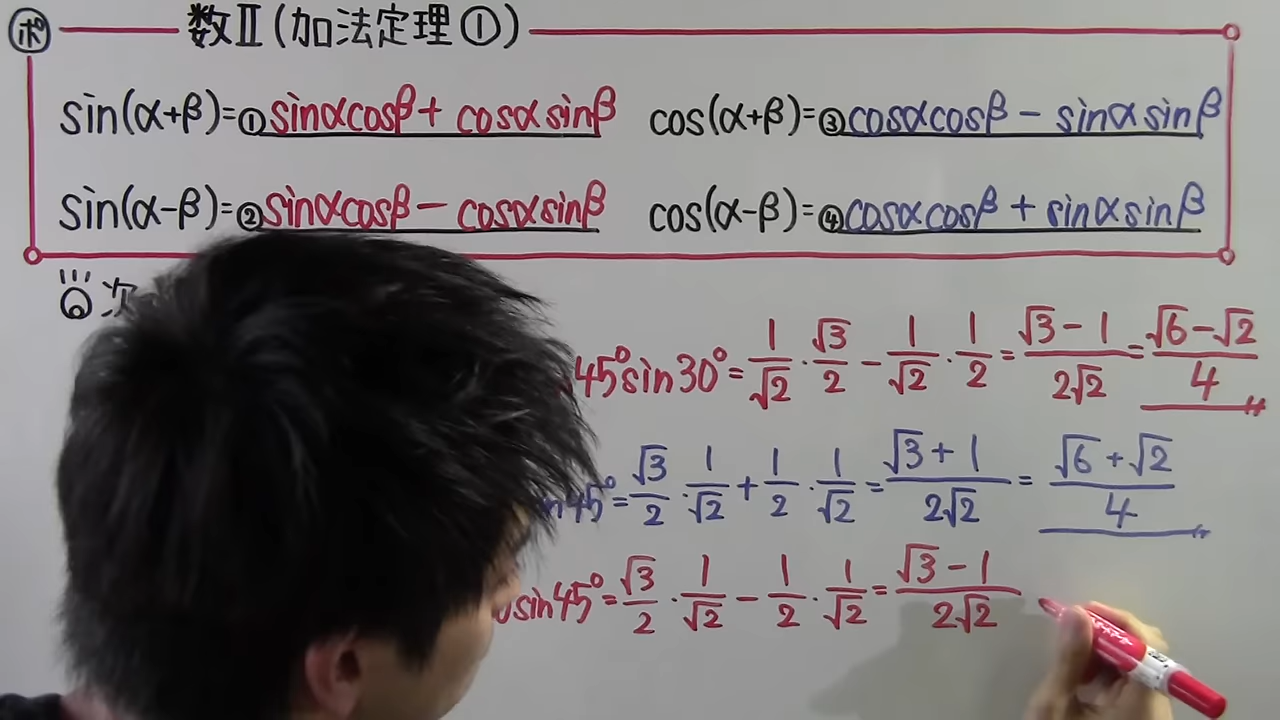 ポ 数Ⅱ(加法定理①)
sin(α+β)=①sinαcosβ+cosαsinβ cos(α+β)=③cosαcosβ-sinαsinβ
sin(α-β)=②sinαcosβ-cosαsinβ cos(α-β)=④cosαcosβ+sinαsinβ
次
45°sin30°=1/√2・√3/2-1/√2・1/2=(√3-1)/2√2=(√6-√2)/4
45°=√3/2・1/√2+1/2・1/√2=(√3+1)/2√2=(√6+√2)/4
sin45°=√3/2・1/√2-1/2・1/√2=(√3-1)/2√2